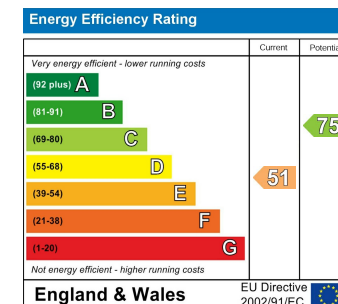 Energy Efficiency Rating
Current
Very energy efficient - lower running costs
(92 plus) A
(81-91) B
75
(69-80) C
(55-68) D
51
(39-54) E
(21-38) F
(1-20) G
Not energy efficient - higher running costs
England & Wales
EU Directive
2002/91/EC